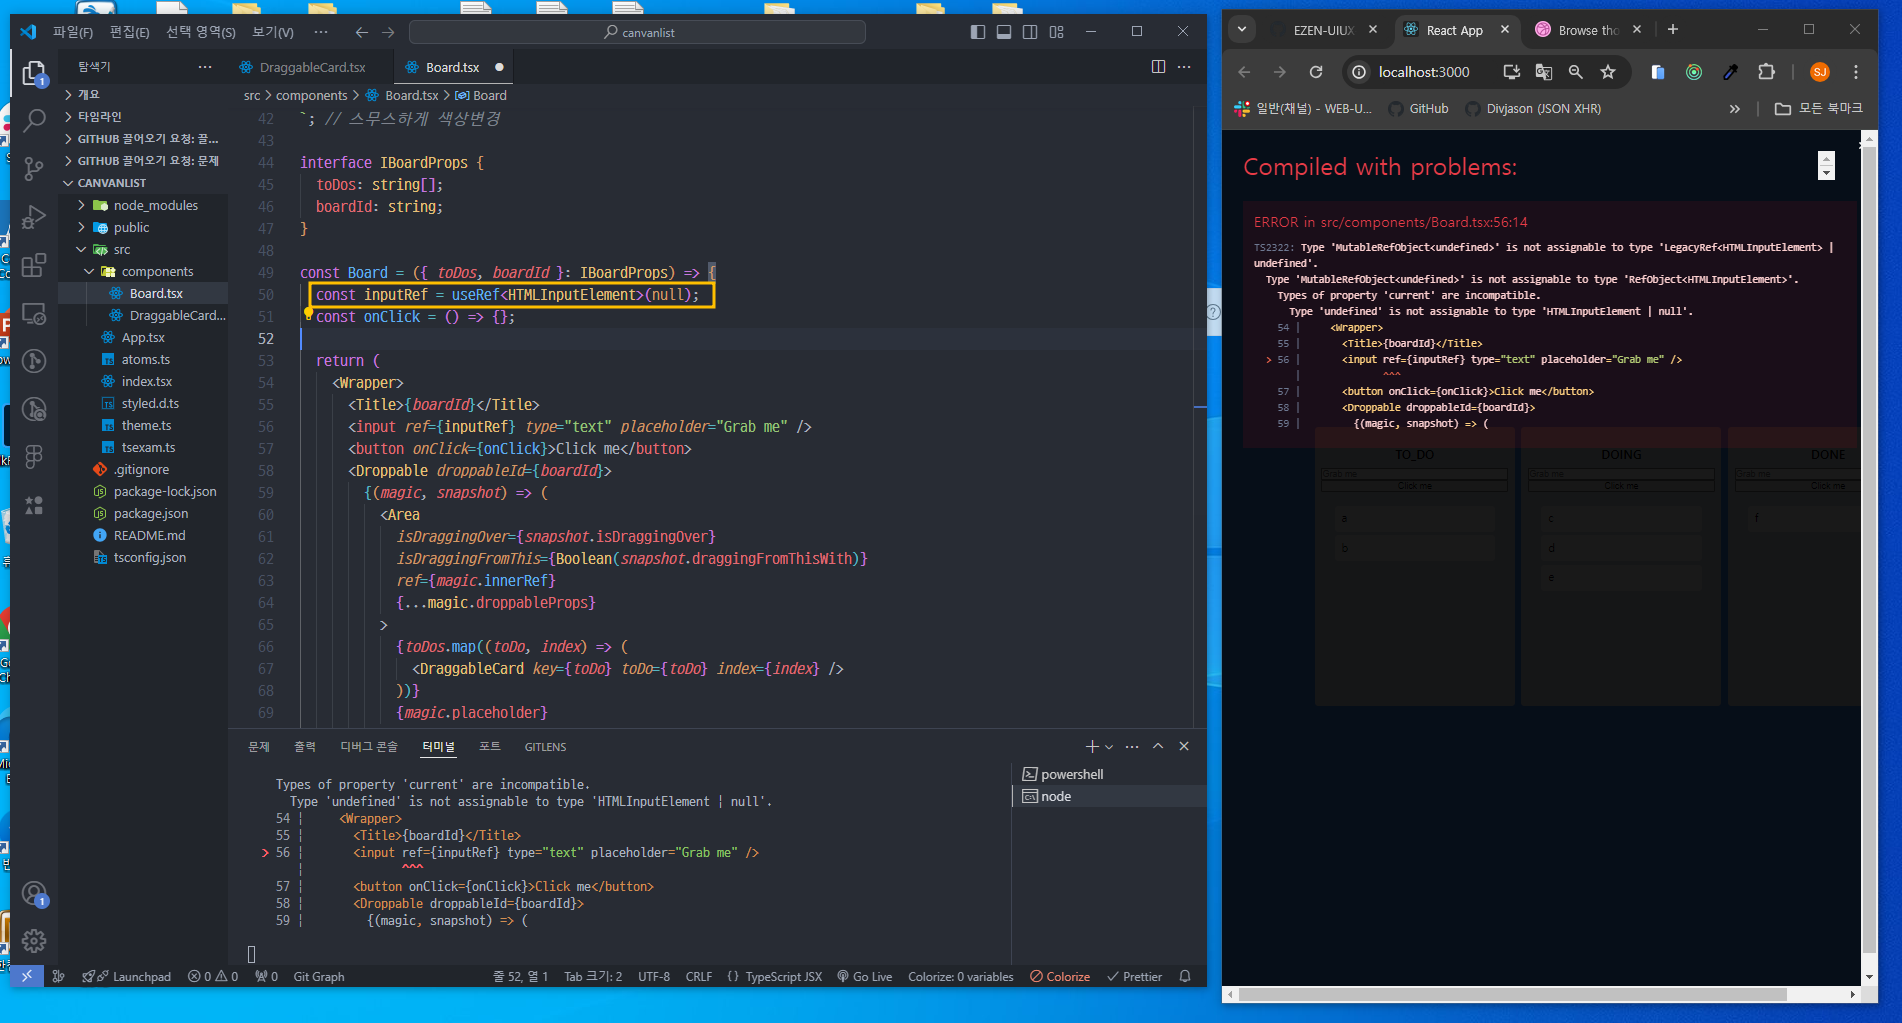 파일(F) 편집(E) 선택 영역(S) 보기(V) ··· canvanlist
탐색기 ···
개요
타임라인
GITHUB 끌어오기 요청: 끌...
GITHUB 끌어오기 요청: 문제
CANVANLIST
node_modules
public
src
components
Board.tsx
DraggableCard...
App.tsx
atoms.ts
index.tsx
styled.d.ts
theme.ts
tsexam.ts
.gitignore
package-lock.json
package.json
README.md
tsconfig.json
1
1
DraggableCard.tsx Board.tsx ●
src > components > Board.tsx > Board
42 `; // 스무스하게 색상변경
43
44 interface IBoardProps {
45 toDos: string[];
46 boardId: string;
47 }
48
49 const Board = ({ toDos, boardId }: IBoardProps) => {
50 const inputRef = useRef<HTMLInputElement>(null);
51 const onClick = () => {};
52
53 return (
54 <Wrapper>
55 <Title>{boardId}</Title>
56 <input ref={inputRef} type="text" placeholder="Grab me" />
57 <button onClick={onClick}>Click me</button>
58 <Droppable droppableId={boardId}>
59 {(magic, snapshot) => (
60 <Area
61 isDraggingOver={snapshot.isDraggingOver}
62 isDraggingFromThis={Boolean(snapshot.draggingFromThisWith)}
63 ref={magic.innerRef}
64 {...magic.droppableProps}
65 >
66 {toDos.map((toDo, index) => (
67 <DraggableCard key={toDo} toDo={toDo} index={index} />
68 ))}
69 {magic.placeholder}
문제 출력 디버그 콘솔 터미널 포트 GITLENS
Types of property 'current' are incompatible.
Type 'undefined' is not assignable to type 'HTMLInputElement | null'.
54 | <Wrapper>
55 | <Title>{boardId}</Title>
> 56 | <input ref={inputRef} type="text" placeholder="Grab me" />
| ^^^
57 | <button onClick={onClick}>Click me</button>
58 | <Droppable droppableId={boardId}>
59 | {(magic, snapshot) => (
powershell
node
Launchpad 0 0 0 Git Graph 줄 52, 열 1 Tab 크기: 2 UTF-8 CRLF {} TypeScript JSX Go Live Colorize: 0 variables Colorize Prettier
EZEN-UIUX React App Browse tho
localhost:3000 SJ
일반(채널) - WEB-U... GitHub Divjason (JSON XHR) » 모든 북마크
Compiled with problems:
ERROR in src/components/Board.tsx:56:14
TS2322: Type 'MutableRefObject<undefined>' is not assignable to type 'LegacyRef<HTMLInputElement> |
undefined'.
Type 'MutableRefObject<undefined>' is not assignable to type 'RefObject<HTMLInputElement>'.
Types of property 'current' are incompatible.
Type 'undefined' is not assignable to type 'HTMLInputElement | null'.
54 | <Wrapper>
55 | <Title>{boardId}</Title>
> 56 | <input ref={inputRef} type="text" placeholder="Grab me" />
| ^^^
57 | <button onClick={onClick}>Click me</button>
58 | <Droppable droppableId={boardId}>
59 | {(magic, snapshot) => (
TO_DO DOING DONE
Grab me Grab me Grab me
Click me Click me Click me
a c f
b d
e